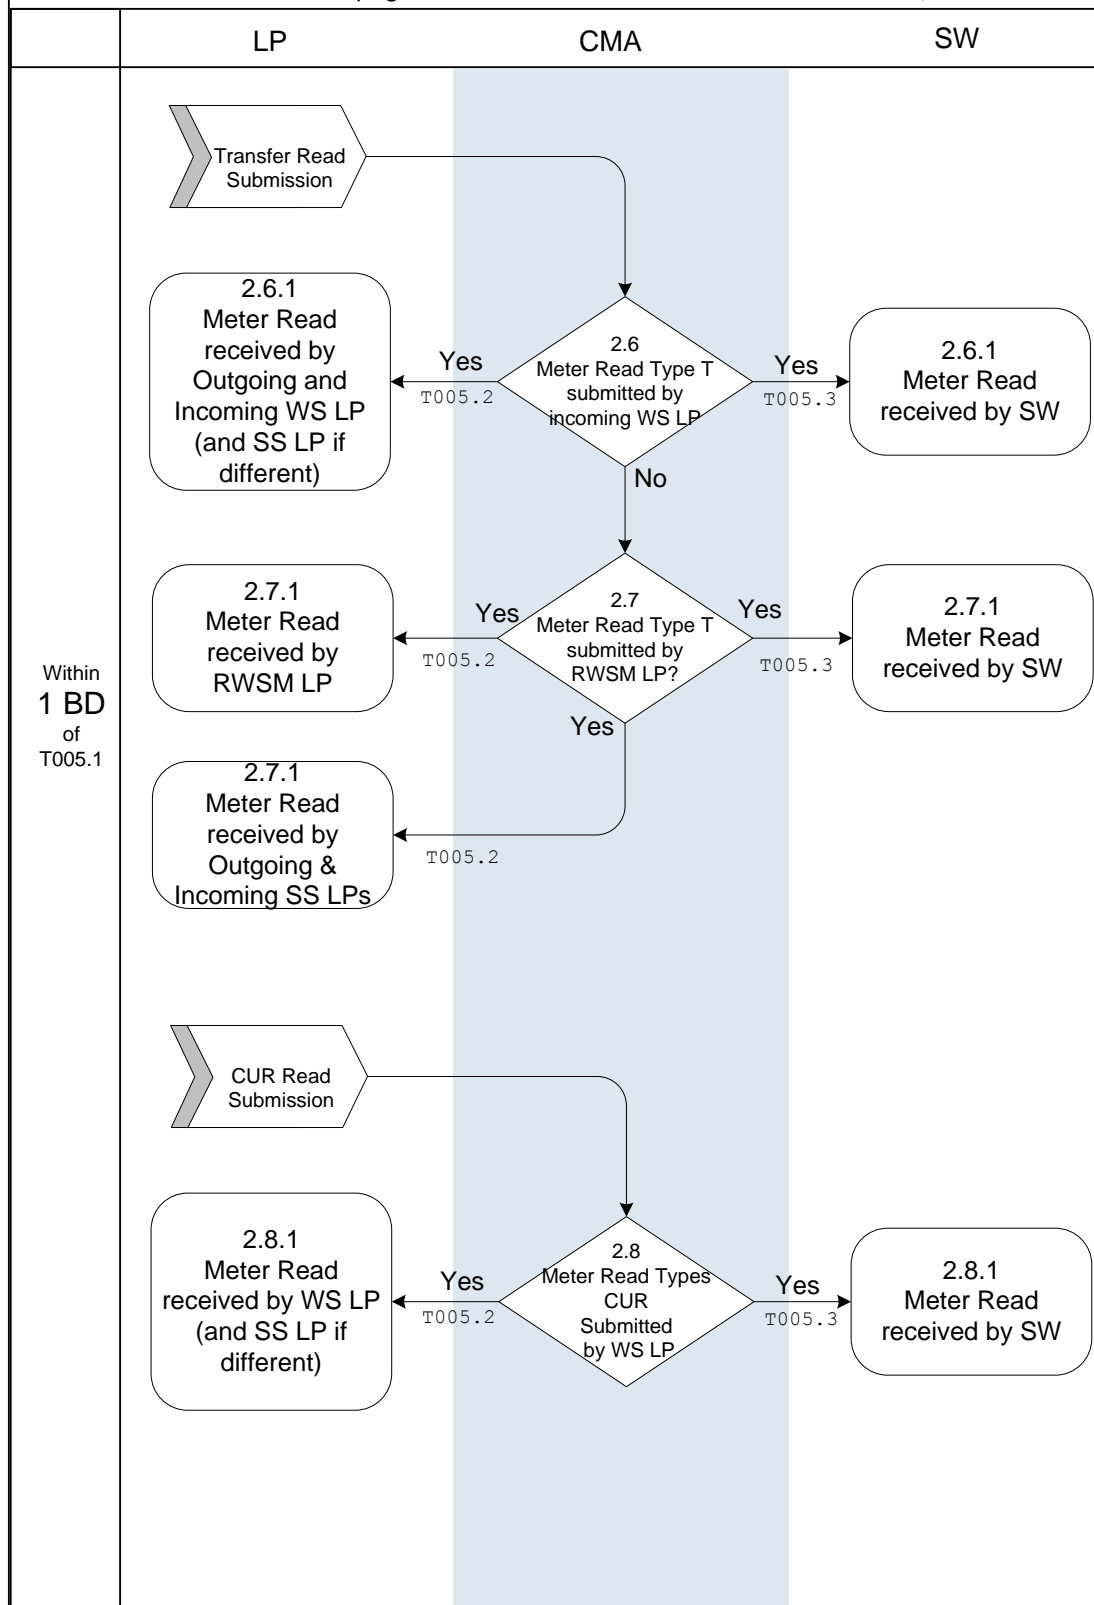 LP
CMA
SW
Transfer Read
Submission
2.6.1
Meter Read
received by
Outgoing and
Incoming WS LP
(and SS LP if
different)
Yes
T005.2
2.6
Meter Read Type T
submitted by
incoming WS LP
Yes
T005.3
2.6.1
Meter Read
received by SW
No
2.7.1
Meter Read
received by
RWSM LP
Yes
T005.2
2.7
Meter Read Type T
submitted by
RWSM LP?
Yes
T005.3
2.7.1
Meter Read
received by SW
Within
1 BD
of
T005.1
Yes
2.7.1
Meter Read
received by
Outgoing &
Incoming SS LPs
T005.2
CUR Read
Submission
2.8.1
Meter Read
received by WS LP
(and SS LP if
different)
Yes
T005.2
2.8
Meter Read Types
CUR
Submitted
by WS LP
Yes
T005.3
2.8.1
Meter Read
received by SW